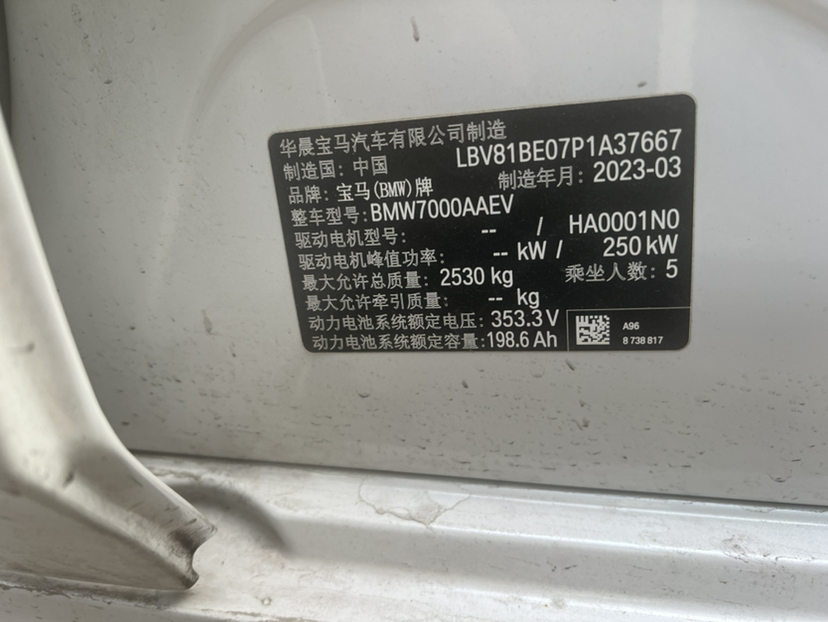 华晨宝马汽车有限公司制造
制造国: 中国 LBV81BE07P1A37667
品牌: 宝马(BMW)牌 制造年月: 2023-03
整车型号: BMW7000AAEV
驱动电机型号: -- / HA0001N0
驱动电机峰值功率: -- kW / 250 kW
最大允许总质量: 2530 kg 乘坐人数: 5
最大允许牵引质量: -- kg
动力电池系统额定电压: 353.3 V A96
动力电池系统额定容量: 198.6 Ah 8 738 817